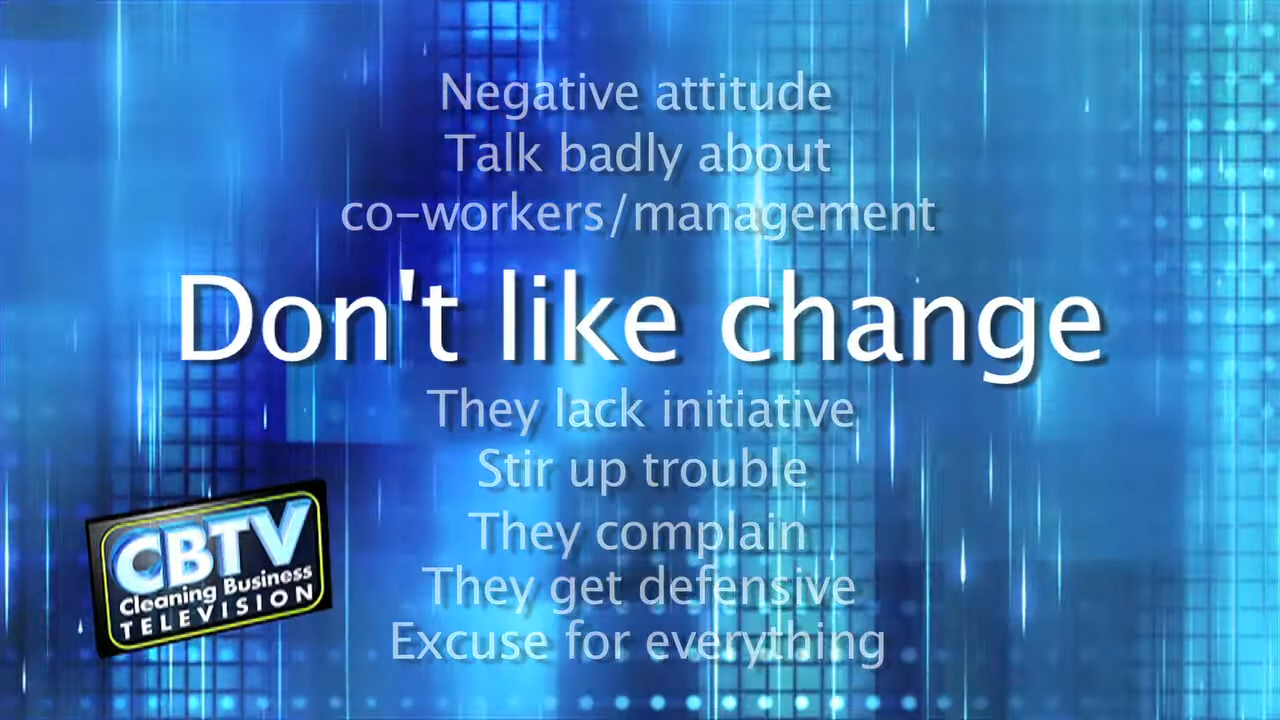 Negative attitude
Talk badly about
co-workers/management
Don't like change
They lack initiative
Stir up trouble
They complain
They get defensive
Excuse for everything
CBTV
Cleaning Business
TELEVISION